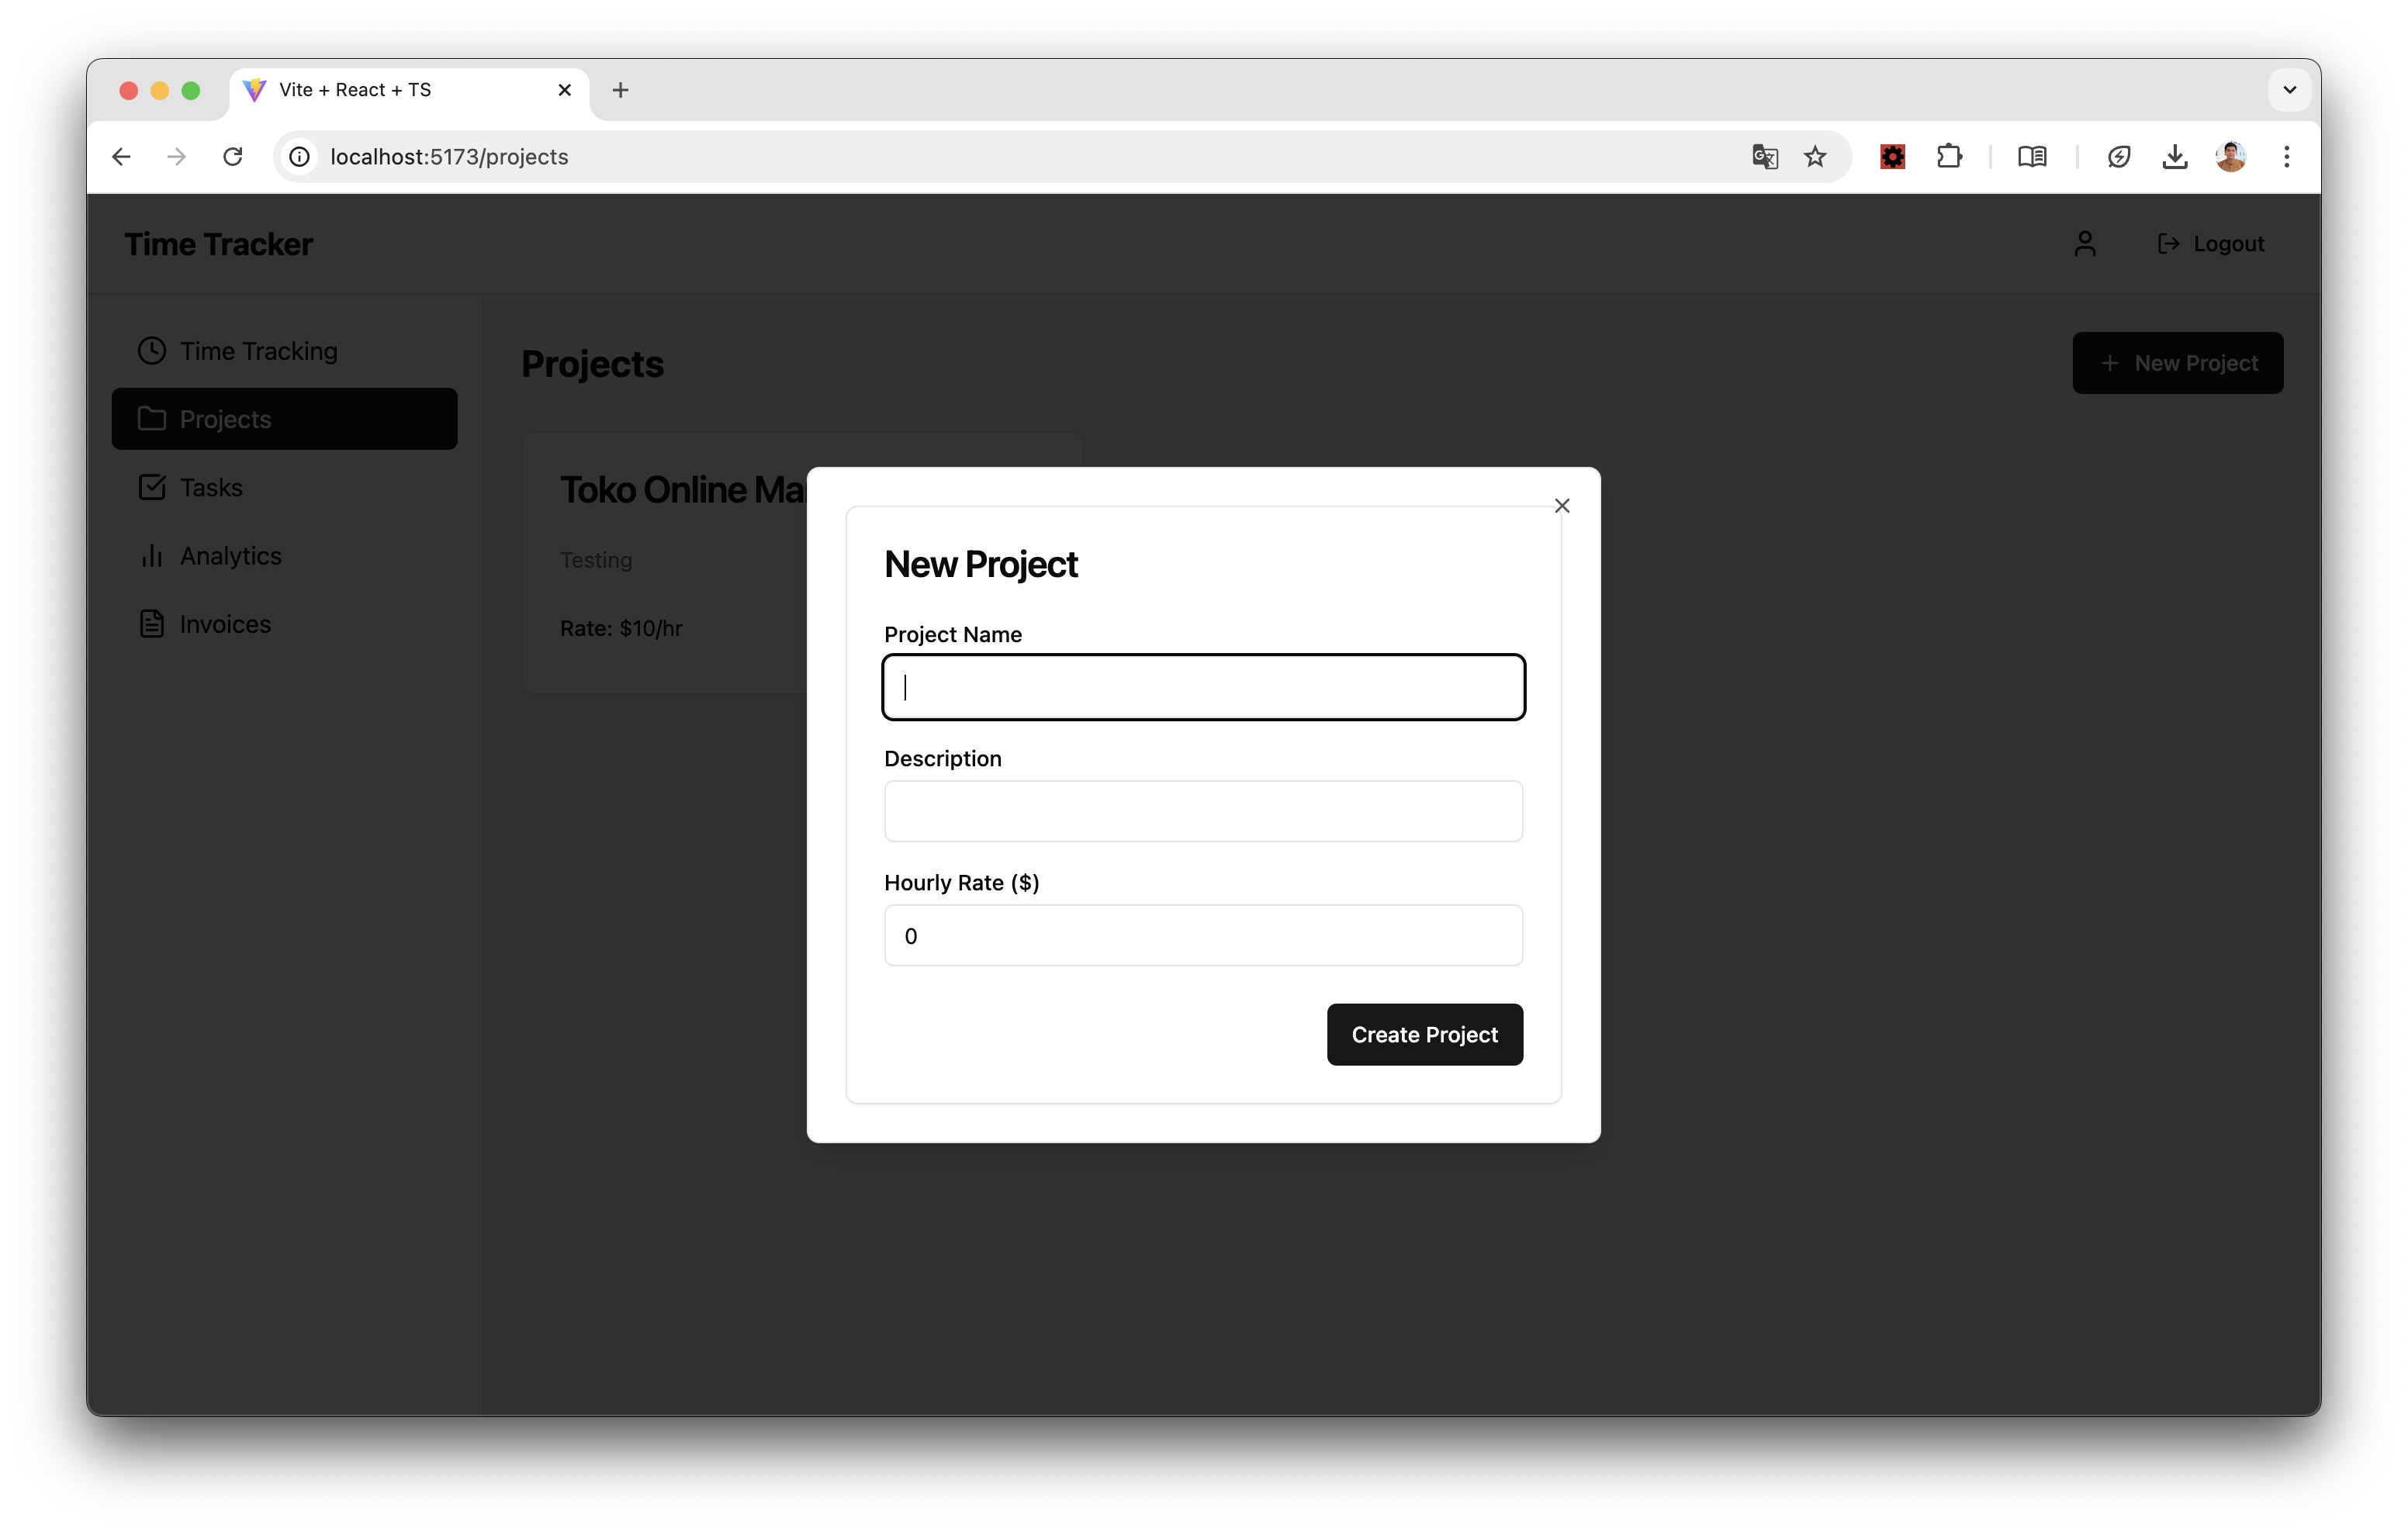 Vite + React + TS
localhost:5173/projects
Time Tracker
Logout
Time Tracking
Projects
Tasks
Analytics
Invoices
Projects
New Project
Toko Online
Testing
Rate: $10/hr
New Project
Project Name
Description
Hourly Rate ($)
0
Create Project